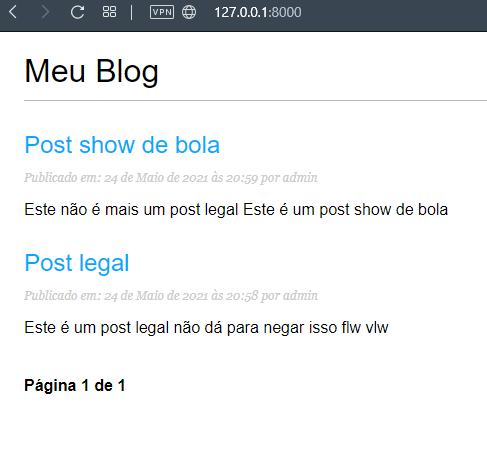 VPN 127.0.0.1:8000
Meu Blog
Post show de bola
Publicado em: 24 de Maio de 2021 às 20:59 por admin
Este não é mais um post legal Este é um post show de bola
Post legal
Publicado em: 24 de Maio de 2021 às 20:58 por admin
Este é um post legal não dá para negar isso flw vlw
Página 1 de 1